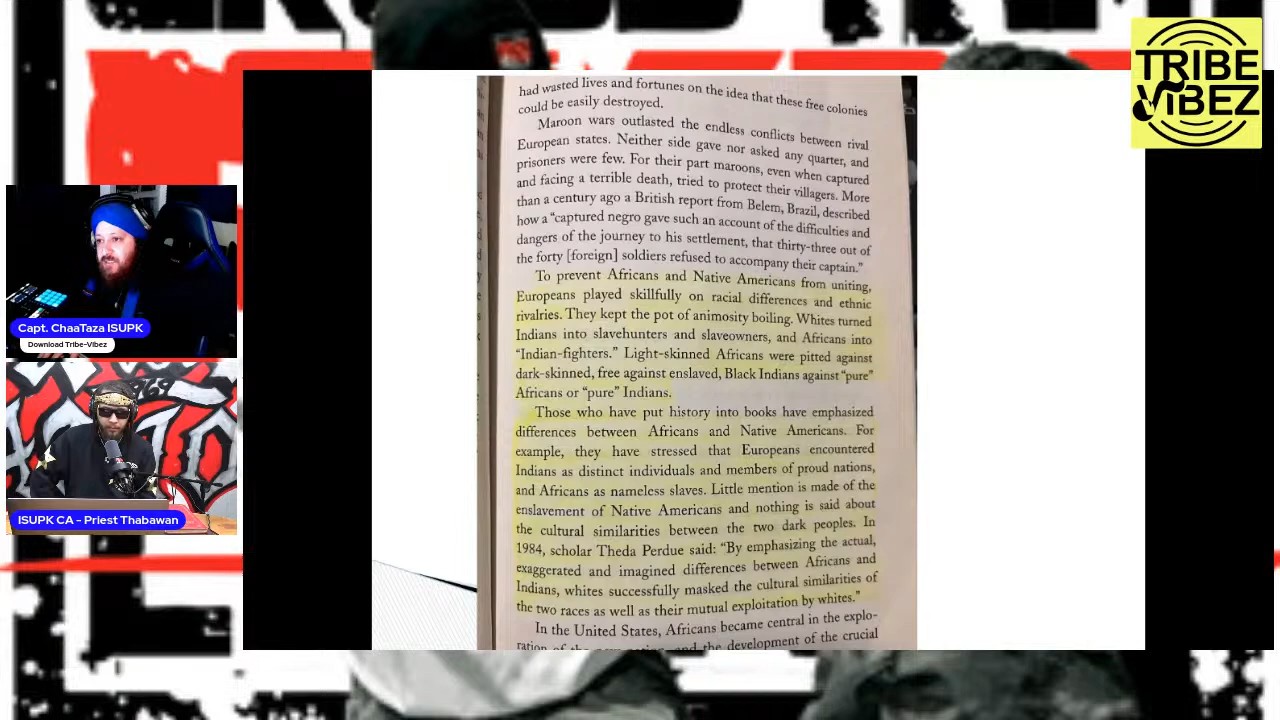 had wasted lives and fortunes on the idea that these free colonies
could be easily destroyed.
Maroon wars outlasted the endless conflicts between rival
European states. Neither side gave nor asked any quarter, and
prisoners were few. For their part maroons, even when captured
and facing a terrible death, tried to protect their villagers. More
than a century ago a British report from Belem, Brazil, described
how a “captured negro gave such an account of the difficulties and
dangers of the journey to his settlement, that thirty-three out of
the forty [foreign] soldiers refused to accompany their captain.”
To prevent Africans and Native Americans from uniting,
Europeans played skillfully on racial differences and ethnic
rivalries. They kept the pot of animosity boiling. Whites turned
Indians into slavehunters and slaveowners, and Africans into
“Indian-fighters.” Light-skinned Africans were pitted against
dark-skinned, free against enslaved, Black Indians against “pure”
Africans or “pure” Indians.
Those who have put history into books have emphasized
differences between Africans and Native Americans. For
example, they have stressed that Europeans encountered
Indians as distinct individuals and members of proud nations,
and Africans as nameless slaves. Little mention is made of the
enslavement of Native Americans and nothing is said about
the cultural similarities between the two dark peoples. In
1984, scholar Theda Perdue said: “By emphasizing the actual,
exaggerated and imagined differences between Africans and
Indians, whites successfully masked the cultural similarities of
the two races as well as their mutual exploitation by whites.”
In the United States, Africans became central in the explo-
ration of the new nation, and the development of the crucial
TRIBE
VIBEZ
Capt. ChaaTaza ISUPK
Download Tribe-Vibez
ISUPK CA - Priest Thabawan